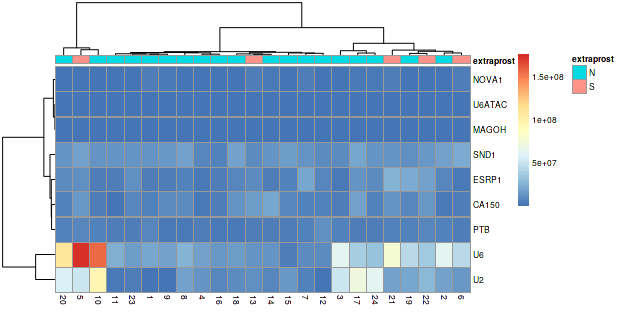 extraprost
NOVA1
U6ATAC
MAGOH
SND1
ESRP1
CA150
PTB
U6
U2
20 5 10 11 23 1 9 8 4 16 18 13 14 15 7 12 3 17 24 21 19 22 2 6
1.5e+08
1e+08
5e+07
0
extraprost
N
S